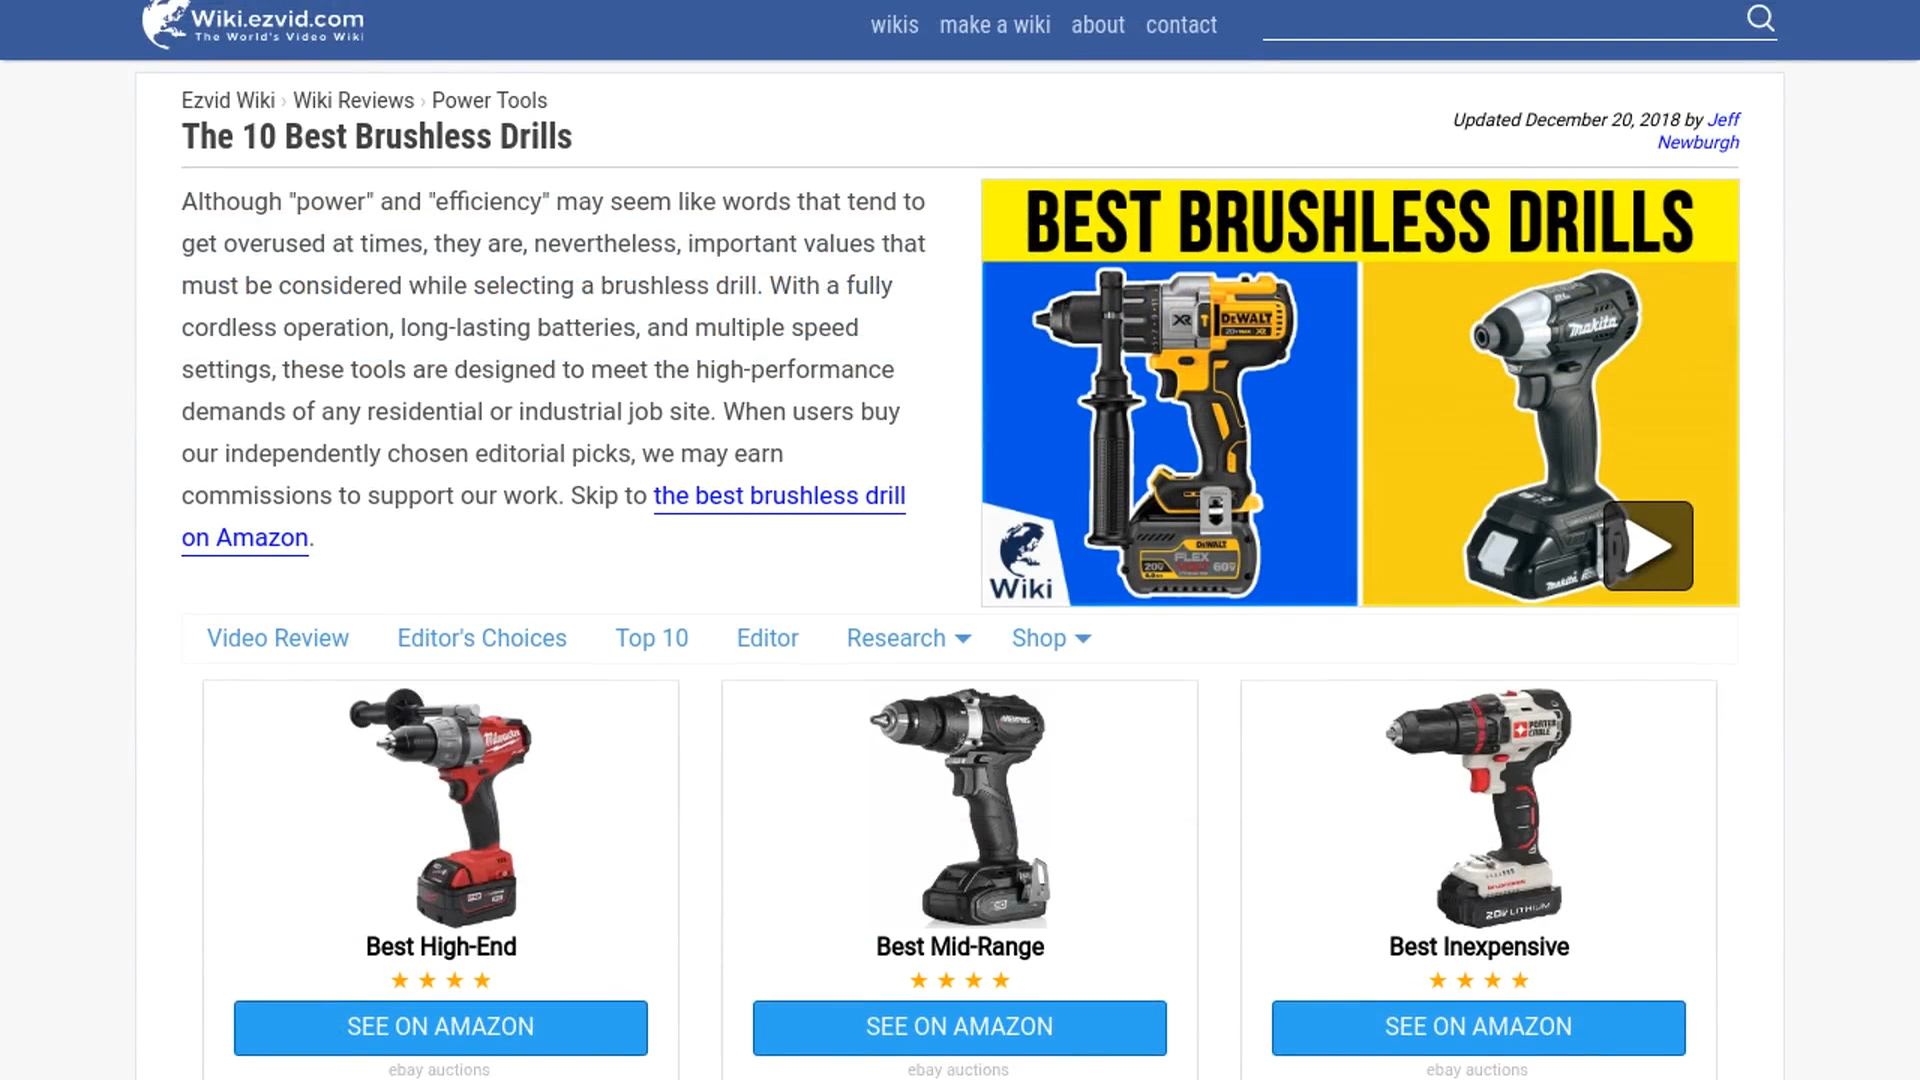 Wiki.ezvid.com
The World's Video Wiki
wikis make a wiki about contact
Ezvid Wiki › Wiki Reviews › Power Tools
The 10 Best Brushless Drills
Updated December 20, 2018 by Jeff
Newburgh
Although "power" and "efficiency" may seem like words that tend to
get overused at times, they are, nevertheless, important values that
must be considered while selecting a brushless drill. With a fully
cordless operation, long-lasting batteries, and multiple speed
settings, these tools are designed to meet the high-performance
demands of any residential or industrial job site. When users buy
our independently chosen editorial picks, we may earn
commissions to support our work. Skip to the best brushless drill
on Amazon.
BEST BRUSHLESS DRILLS
XR
DEWALT
20V MAX XR
DEWALT
FLEX
20V 60V
Wiki
BL
makita
makita
Video Review Editor's Choices Top 10 Editor Research Shop
Milwaukee
MEMPHIS
PORTER
CABLE
brushless
20V LITHIUM
Best High-End
★ ★ ★ ★
SEE ON AMAZON
ebay auctions
Best Mid-Range
★ ★ ★ ★
SEE ON AMAZON
ebay auctions
Best Inexpensive
★ ★ ★ ★
SEE ON AMAZON
ebay auctions